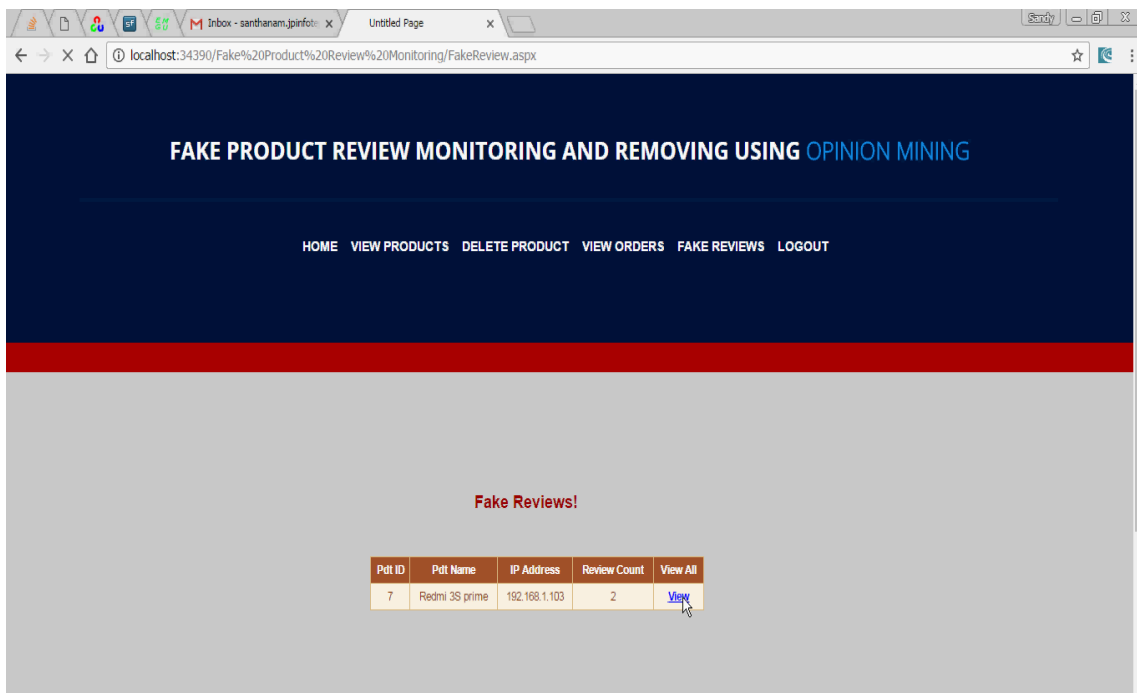 Inbox - santhanam.jpinfote
Untitled Page
Sandy
localhost:34390/Fake%20Product%20Review%20Monitoring/FakeReview.aspx
FAKE PRODUCT REVIEW MONITORING AND REMOVING USING OPINION MINING
HOME VIEW PRODUCTS DELETE PRODUCT VIEW ORDERS FAKE REVIEWS LOGOUT
Fake Reviews!
Pdt ID Pdt Name IP Address Review Count View All
7 Redmi 3S prime 192.168.1.103 2 View